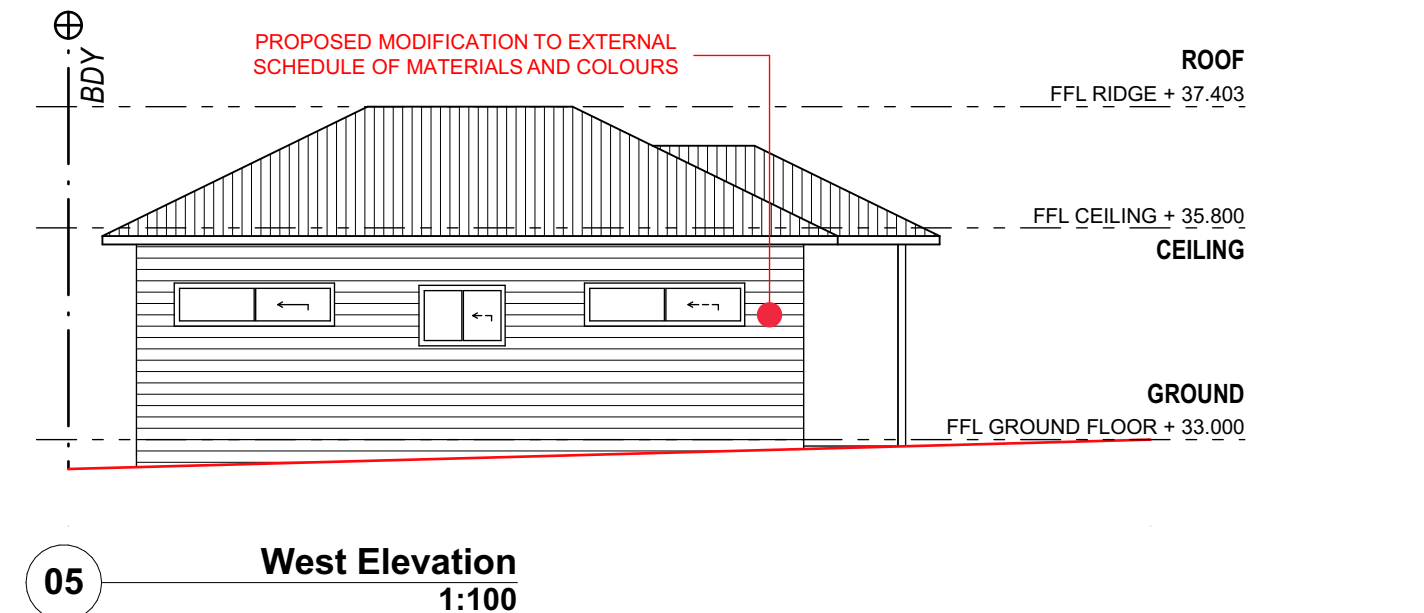 BDY
PROPOSED MODIFICATION TO EXTERNAL
SCHEDULE OF MATERIALS AND COLOURS
ROOF
FFL RIDGE + 37.403
FFL CEILING + 35.800
CEILING
GROUND
FFL GROUND FLOOR + 33.000
05
West Elevation
1:100